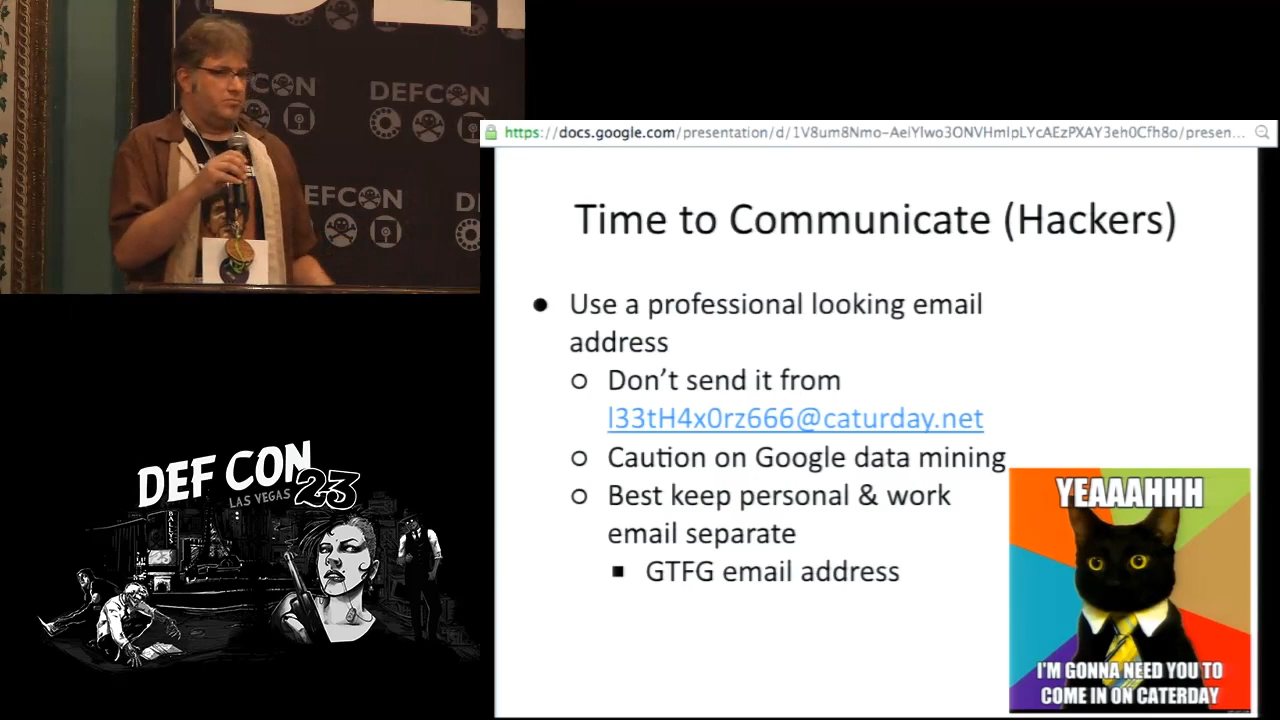 DEFCON
DEFCON
EFCON
D
https://docs.google.com/presentation/d/1V8um8Nmo-AeiYlwo3ONVHmlpLYcAEzPXAY3eh0Cfh8o/presen...
Time to Communicate (Hackers)
● Use a professional looking email
address
○ Don't send it from
l33tH4x0rz666@caturday.net
○ Caution on Google data mining
○ Best keep personal & work
email separate
■ GTFG email address
YEAAAHHH
I'M GONNA NEED YOU TO
COME IN ON CATERDAY
DEF CON
LAS VEGAS 23
BALLY'S